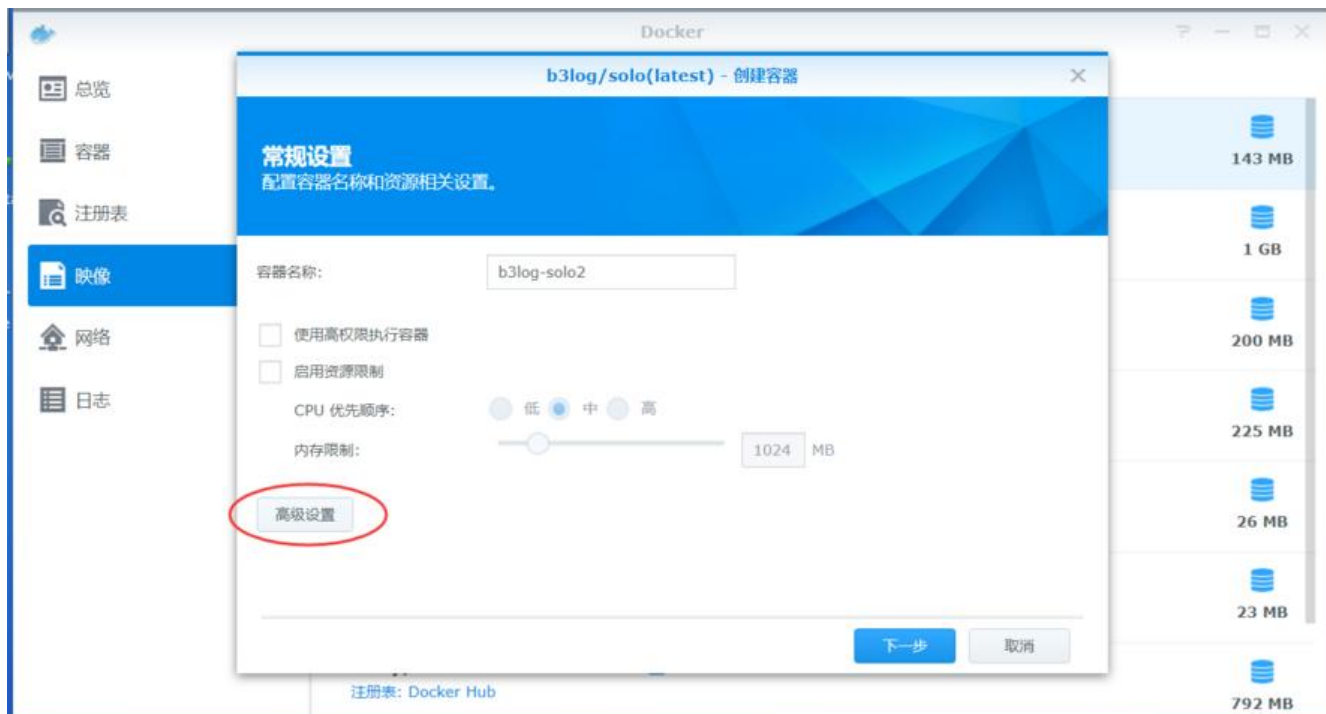 Docker
总览
容器
注册表
映像
网络
日志
b3log/solo(latest) - 创建容器
常规设置
配置容器名称和资源相关设置。
容器名称: b3log-solo2
使用高权限执行容器
启用资源限制
CPU 优先顺序: 低 中 高
内存限制: 1024 MB
高级设置
下一步 取消
143 MB
1 GB
200 MB
225 MB
26 MB
23 MB
792 MB
注册表: Docker Hub